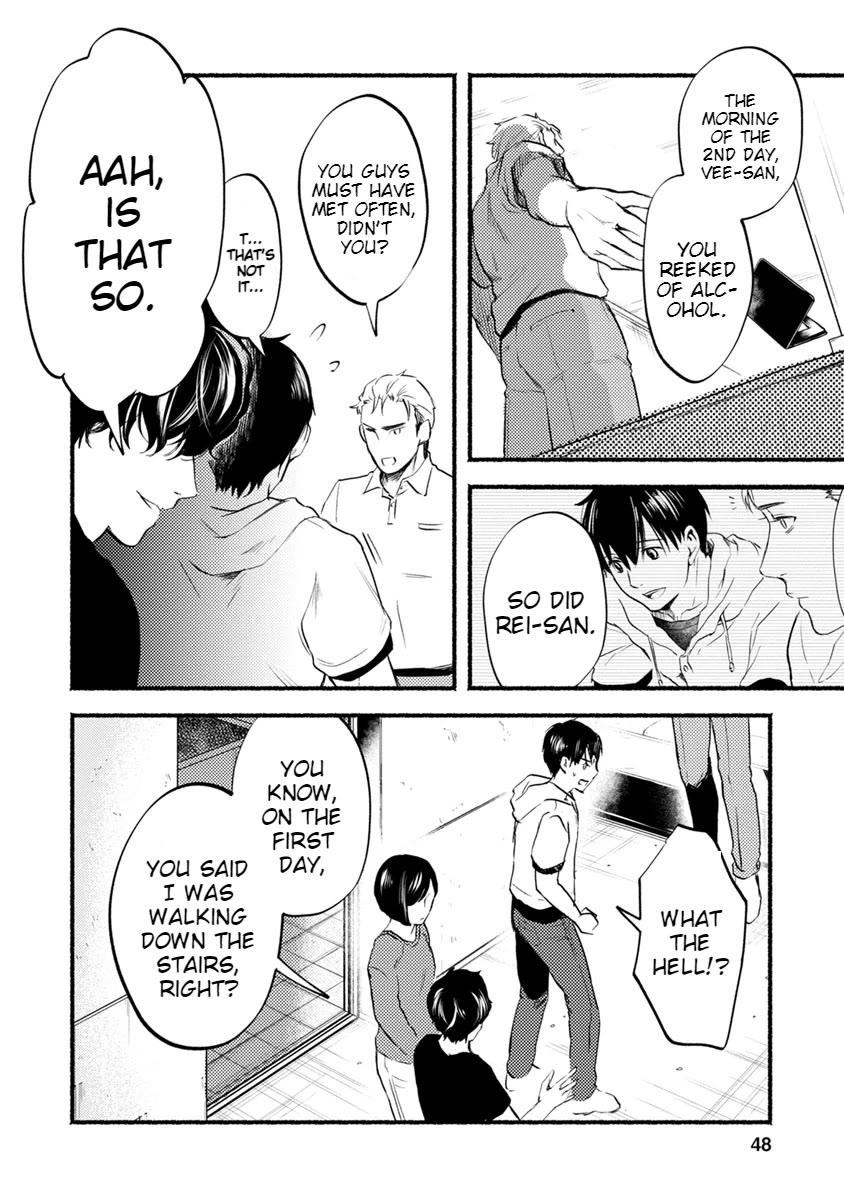 THE
MORNING
OF THE
2ND DAY,
VEE-SAN,
YOU
REEKED
OF ALC-
OHOL.
SO DID
REI-SAN.
YOU GUYS
MUST HAVE
MET OFTEN,
DIDN'T
YOU?
T...
THAT'S
NOT
IT...
AAH,
IS
THAT
SO.
WHAT
THE
HELL!?
YOU
KNOW,
ON THE
FIRST
DAY,
YOU SAID
I WAS
WALKING
DOWN THE
STAIRS,
RIGHT?
48